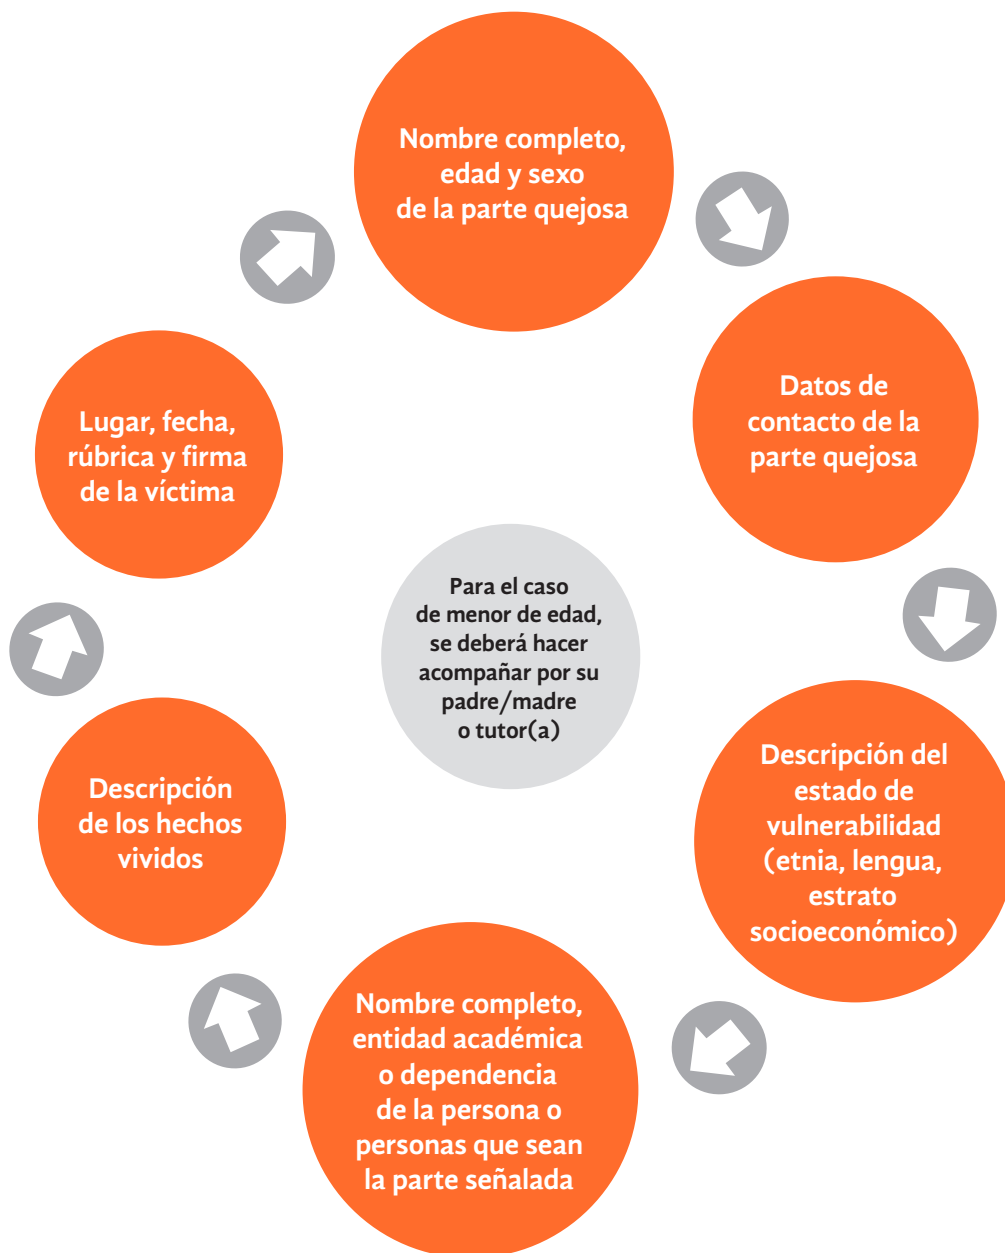 Nombre completo,
edad y sexo
de la parte quejosa
Datos de
contacto de la
parte quejosa
Descripción del
estado de
vulnerabilidad
(etnia, lengua,
estrato
socioeconómico)
Nombre completo,
entidad académica
o dependencia
de la persona o
personas que sean
la parte señalada
Descripción
de los hechos
vividos
Lugar, fecha,
rúbrica y firma
de la víctima
Para el caso
de menor de edad,
se deberá hacer
acompañar por su
padre/madre
o tutor(a)